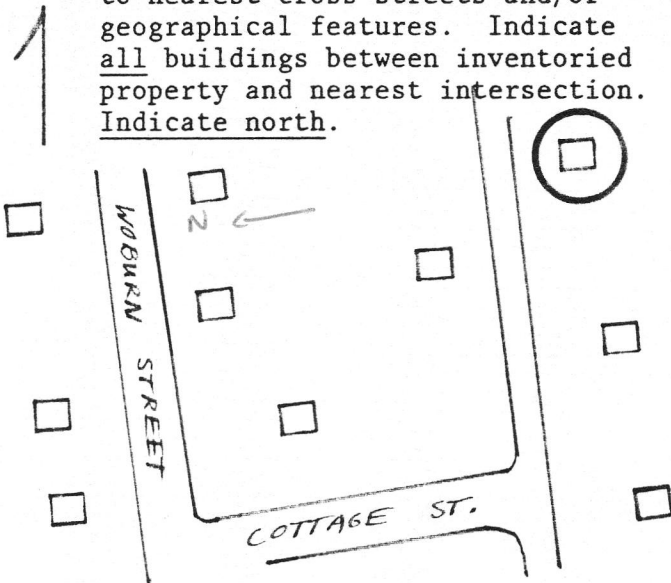 to nearest cross streets and/or
geographical features. Indicate
all buildings between inventoried
property and nearest intersection.
Indicate north.
N
WOBURN STREET
COTTAGE ST.